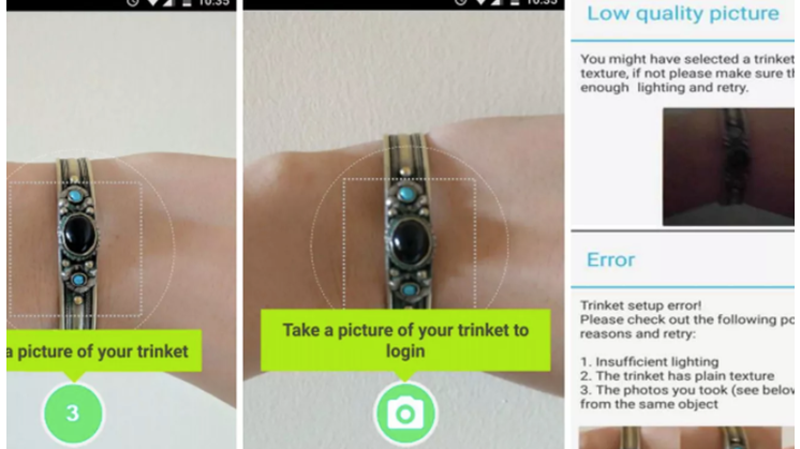 10:35
a picture of your trinket
3
10:35
Take a picture of your trinket to
login
Low quality picture
You might have selected a trinket
texture, if not please make sure
enough lighting and retry.
Error
Trinket setup error!
Please check out the following
reasons and retry:
1. Insufficient lighting
2. The trinket has plain texture
3. The photos you took (see below
from the same object